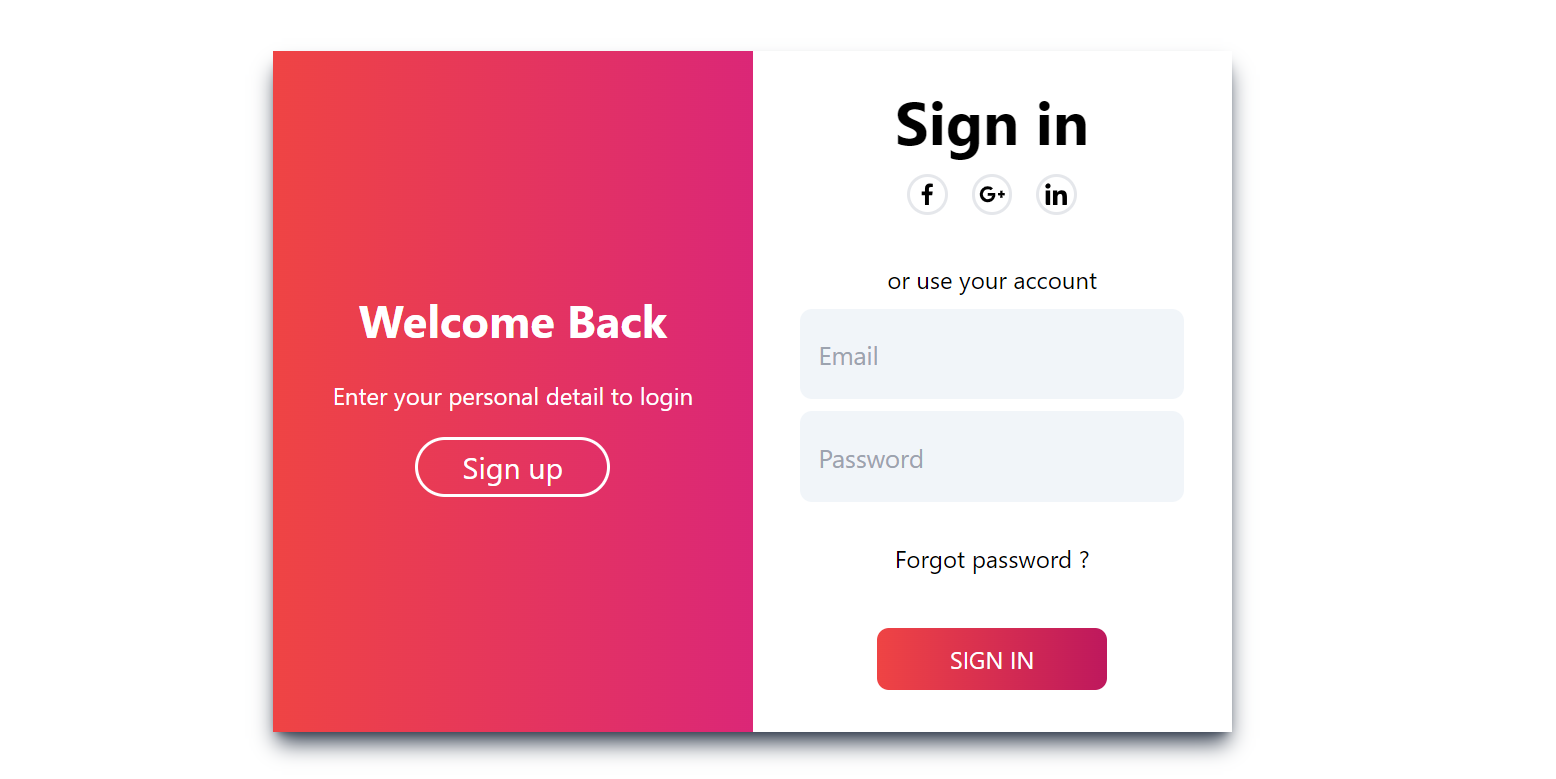 Welcome Back
Enter your personal detail to login
Sign up
Sign in
f G+ in
or use your account
Email
Password
Forgot password ?
SIGN IN